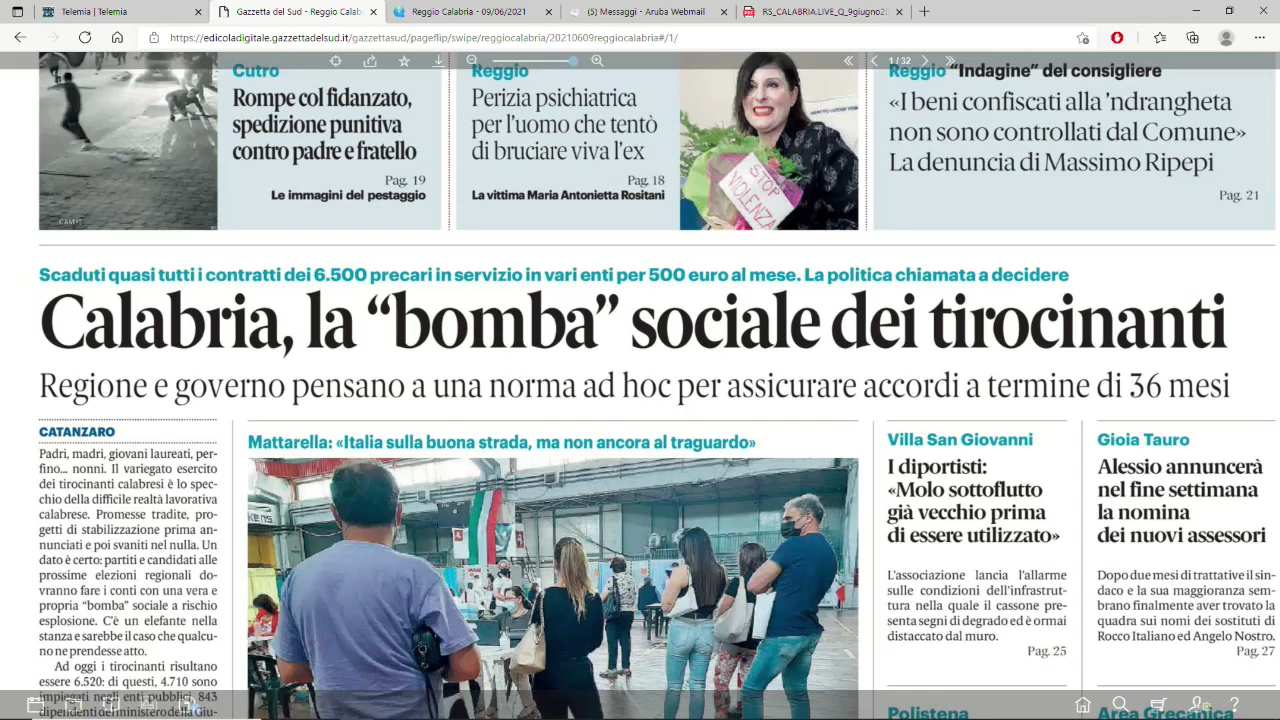 Telemia | Telemia
Gazzetta del Sud - Reggio Calabr
Reggio Calabria - 09/06/2021
(5) Messaggi - Aruba Webmail
RS_CALABRIA.LIVE_Q_9giugno20
https://edicoladigitale.gazzettadelsud.it/gazzettasud/pageflip/swipe/reggiocalabria/20210609reggiocalabria#/1/
1 / 32
Cutro
Rompe col fidanzato,
spedizione punitiva
contro padre e fratello
Pag. 19
Le immagini del pestaggio
Reggio
Perizia psichiatrica
per l'uomo che tentò
di bruciare viva l'ex
Pag. 18
La vittima Maria Antonietta Rositani
STOP
VIOLENZA
Reggio “Indagine” del consigliere
«I beni confiscati alla ’ndrangheta
non sono controllati dal Comune»
La denuncia di Massimo Ripepi
Pag. 21
Scaduti quasi tutti i contratti dei 6.500 precari in servizio in vari enti per 500 euro al mese. La politica chiamata a decidere
Calabria, la “bomba” sociale dei tirocinanti
Regione e governo pensano a una norma ad hoc per assicurare accordi a termine di 36 mesi
CATANZARO
Padri, madri, giovani laureati, per-
fino... nonni. Il variegato esercito
dei tirocinanti calabresi è lo spec-
chio della difficile realtà lavorativa
calabrese. Promesse tradite, pro-
getti di stabilizzazione prima an-
nunciati e poi svaniti nel nulla. Un
dato è certo: partiti e candidati alle
prossime elezioni regionali do-
vranno fare i conti con una vera e
propria “bomba” sociale a rischio
esplosione. C’è un elefante nella
stanza e sarebbe il caso che qualcu-
no ne prendesse atto.
Ad oggi i tirocinanti risultano
essere 6.520: di questi, 4.710 sono
impiegati negli enti pubblici, 843
dipendenti del ministero della Giu-
Mattarella: «Italia sulla buona strada, ma non ancora al traguardo»
Villa San Giovanni
I diportisti:
«Molo sottoflutto
già vecchio prima
di essere utilizzato»
L’associazione lancia l’allarme
sulle condizioni dell’infrastrut-
tura nella quale il cassone pre-
senta segni di degrado ed è ormai
distaccato dal muro.
Pag. 25
Polistena
Gioia Tauro
Alessio annuncerà
nel fine settimana
la nomina
dei nuovi assessori
Dopo due mesi di trattative il sin-
daco e la sua maggioranza sem-
brano finalmente aver trovato la
quadra sui nomi dei sostituti di
Rocco Italiano ed Angelo Nostro.
Pag. 27
Area Grecanica